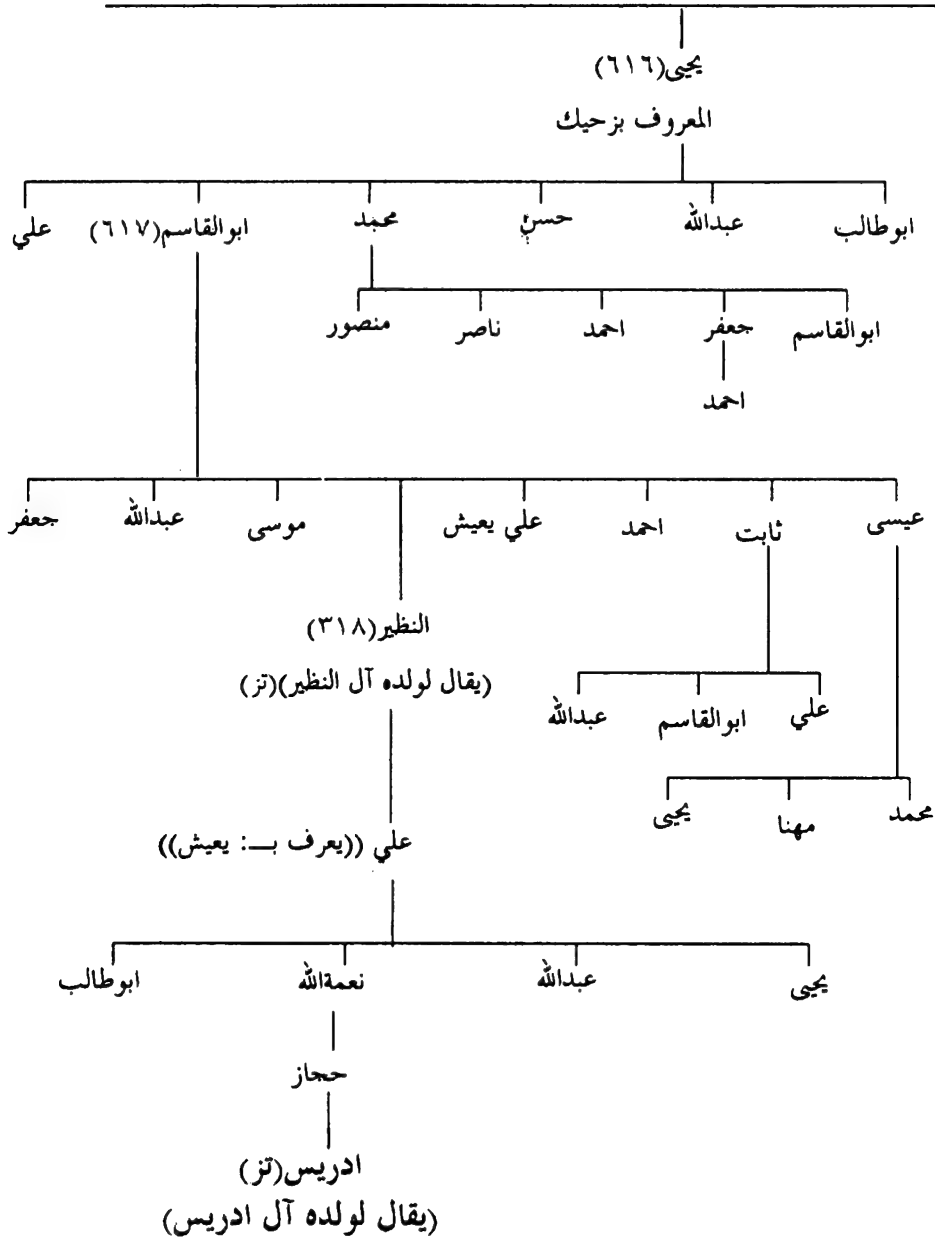 يحيى(٦١٦)
المعروف بزحيك
ابوطالب عبدالله حسن محمد ابوالقاسم(٦١٧) علي
ابوالقاسم جعفر احمد ناصر منصور
احمد
عيسى ثابت احمد علي يعيش موسى عبدالله جعفر
النظير(٣١٨)
(يقال لولده آل النظير)(تز)
علي ابوالقاسم عبدالله
محمد مهنا يحيى
علي ((يعرف بــ: يعيش))
يحيى عبدالله نعمةالله ابوطالب
حجاز
ادريس(تز)
(يقال لولده آل ادريس)